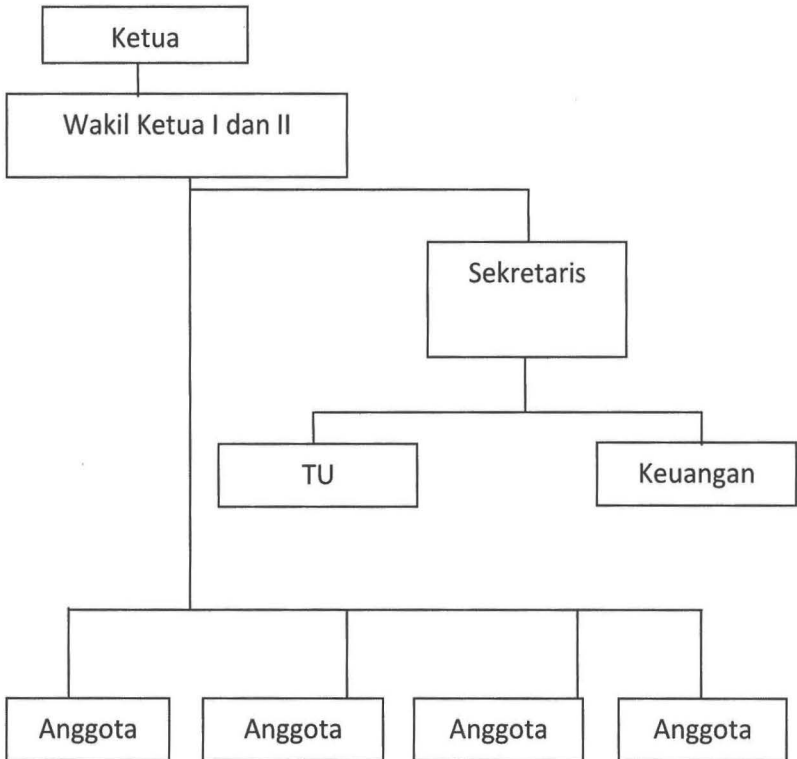 Ketua
Wakil Ketua I dan II
Sekretaris
TU
Keuangan
Anggota
Anggota
Anggota
Anggota